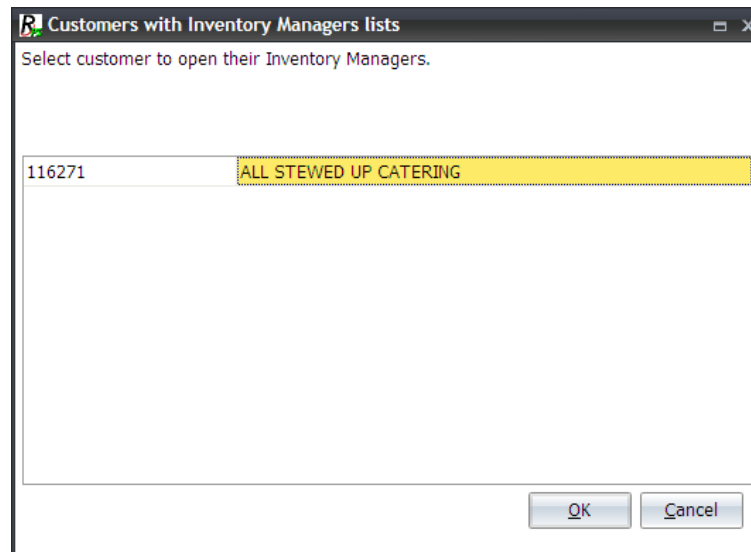 Customers with Inventory Managers lists
Select customer to open their Inventory Managers.
116271 ALL STEWED UP CATERING
OK Cancel